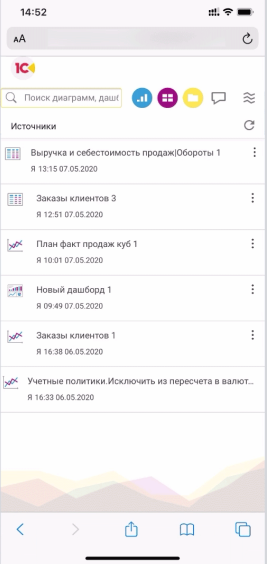 14:52
AA
1С
Поиск диаграмм, даш
Источники
Выручка и себестоимость продаж|Обороты 1
Я 13:15 07.05.2020
Заказы клиентов 3
Я 12:51 07.05.2020
План факт продаж куб 1
Я 10:01 07.05.2020
Новый дашборд 1
Я 09:49 07.05.2020
Заказы клиентов 1
Я 16:38 06.05.2020
Учетные политики.Исключить из пересчета в валют...
Я 16:33 06.05.2020